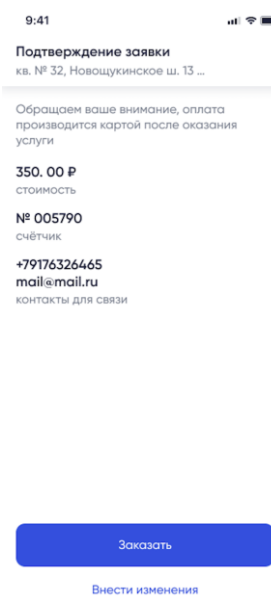 9:41
Подтверждение заявки
кв. № 32, Новощукинское ш. 13 ...
Обращаем ваше внимание, оплата
производится картой после оказания
услуги
350. 00 ₽
стоимость
№ 005790
счётчик
+79176326465
mail@mail.ru
контакты для связи
Заказать
Внести изменения